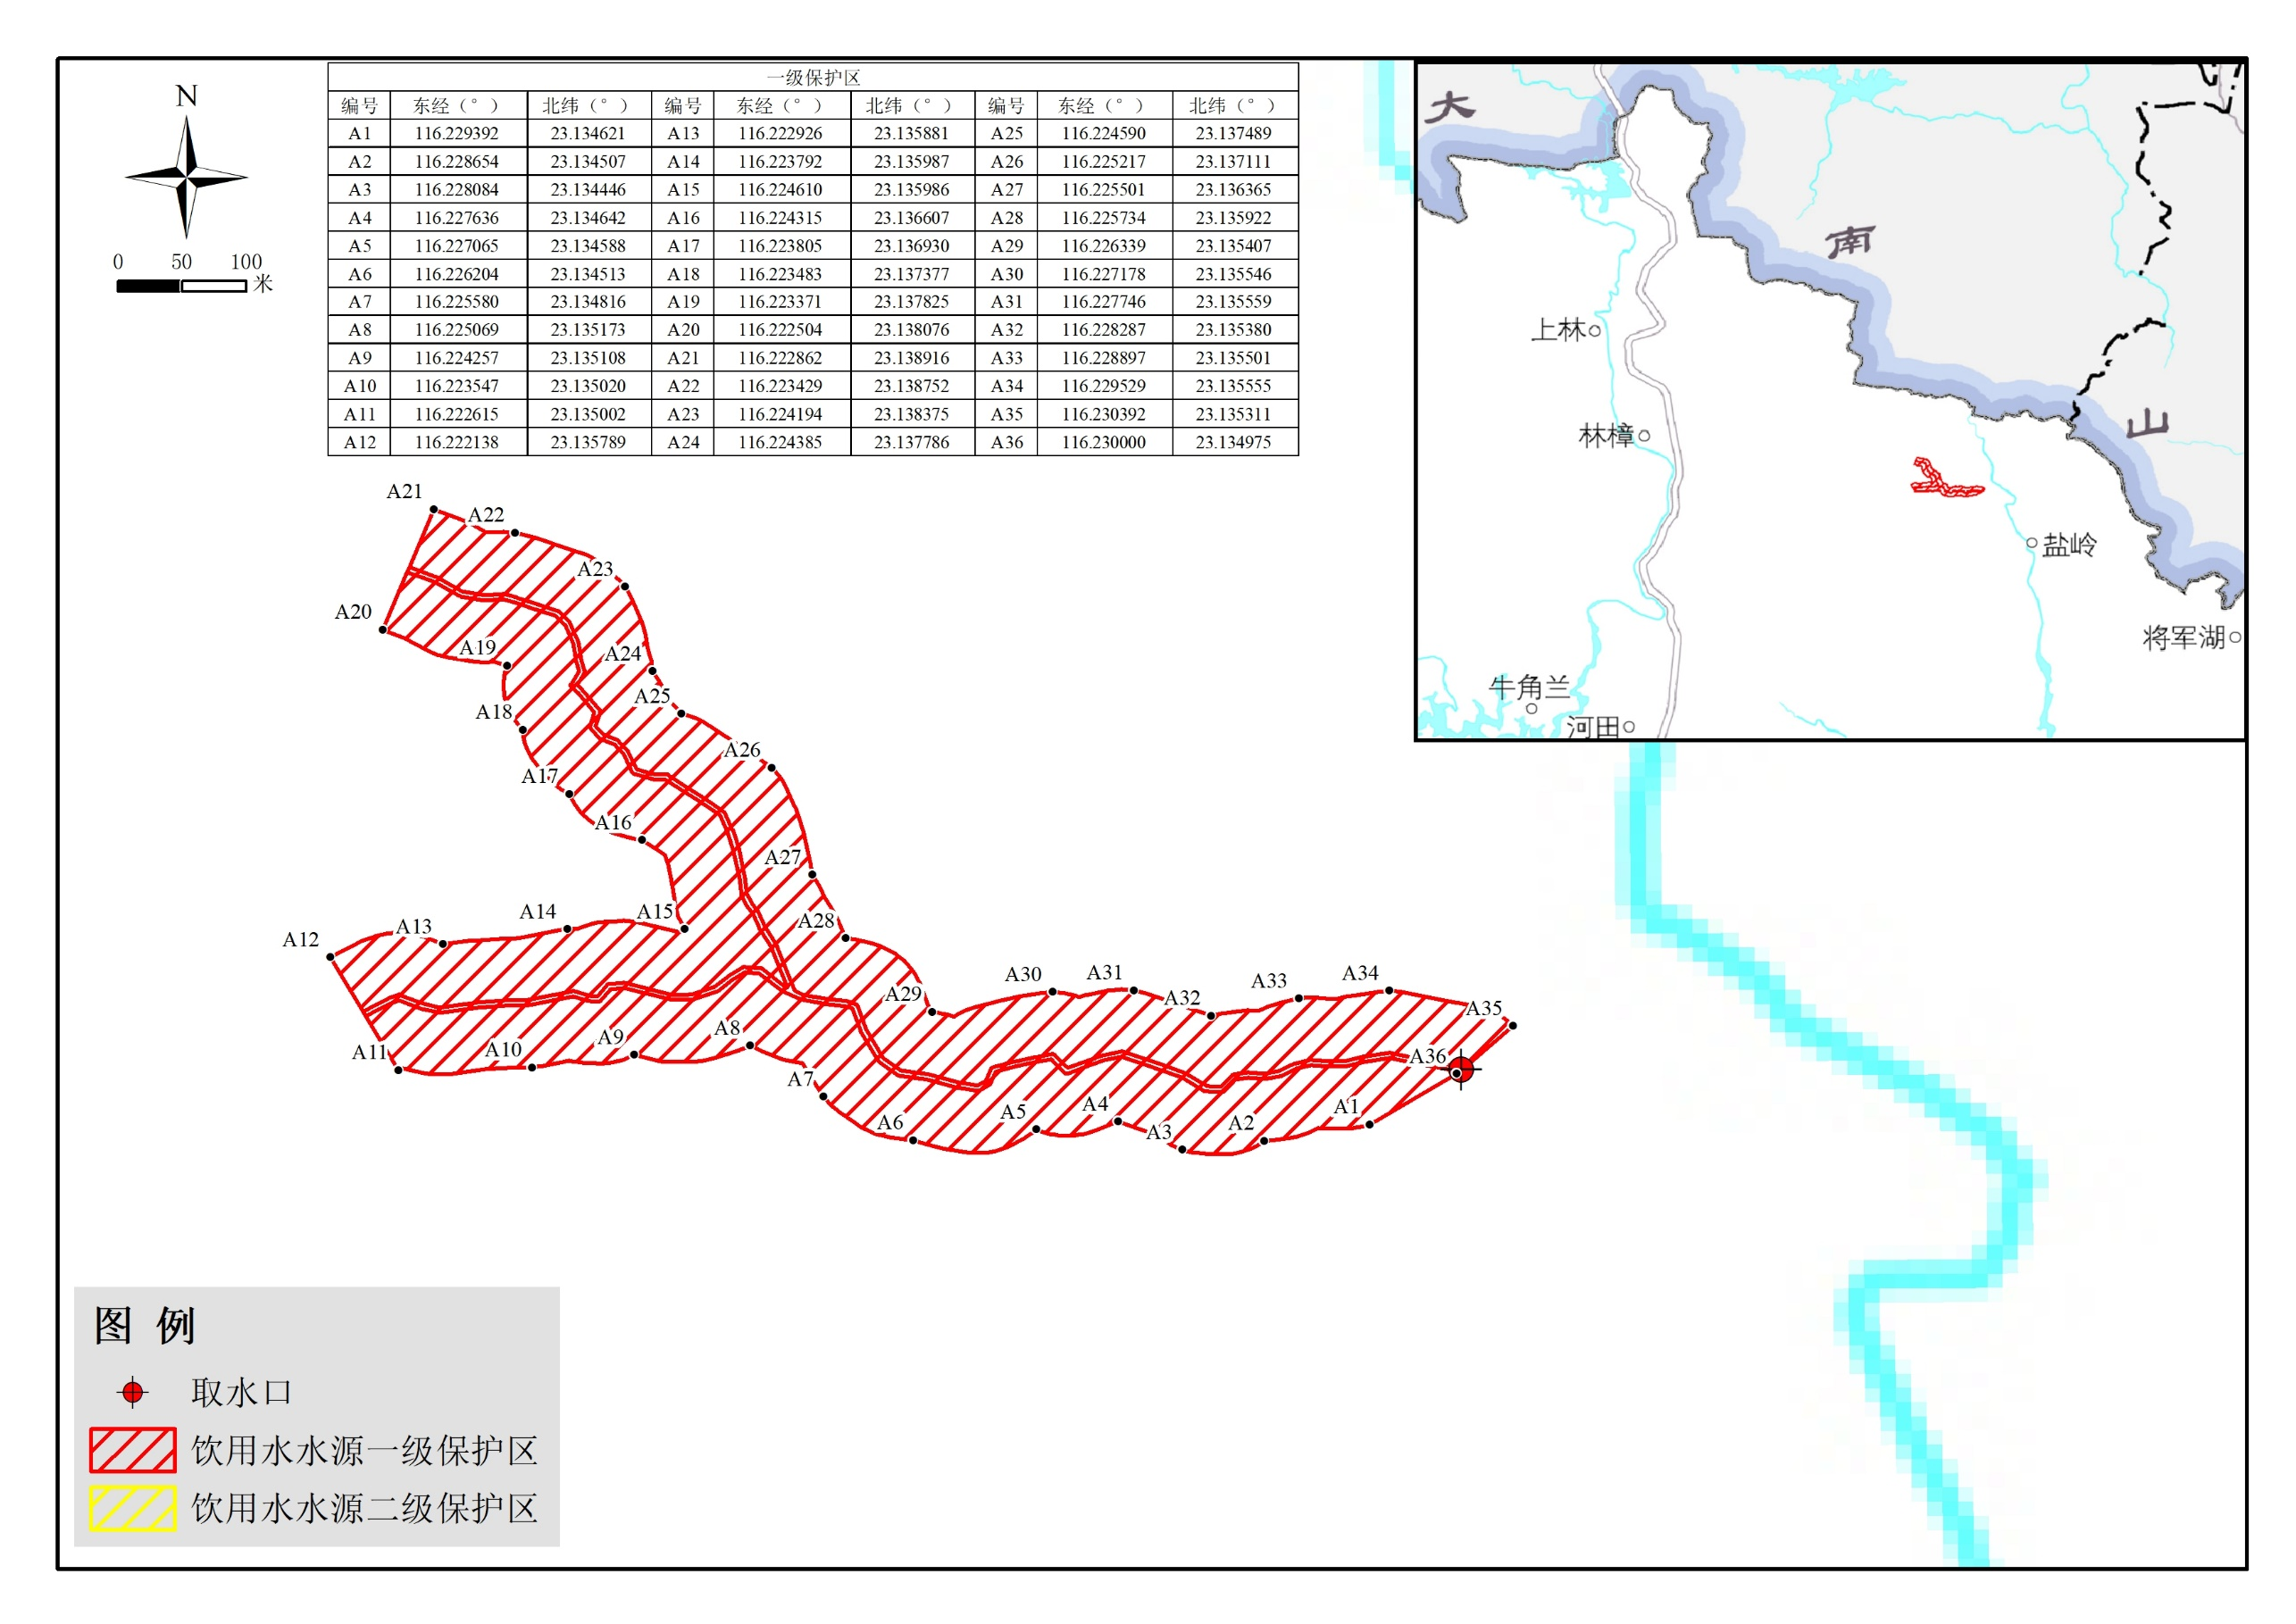 N
0 50 100
米
一级保护区
编号 东经（°） 北纬（°） 编号 东经（°） 北纬（°） 编号 东经（°） 北纬（°）
A1 116.229392 23.134621 A13 116.222926 23.135881 A25 116.224590 23.137489
A2 116.228654 23.134507 A14 116.223792 23.135987 A26 116.225217 23.137111
A3 116.228084 23.134446 A15 116.224610 23.135986 A27 116.225501 23.136365
A4 116.227636 23.134642 A16 116.224315 23.136607 A28 116.225734 23.135922
A5 116.227065 23.134588 A17 116.223805 23.136930 A29 116.226339 23.135407
A6 116.226204 23.134513 A18 116.223483 23.137377 A30 116.227178 23.135546
A7 116.225580 23.134816 A19 116.223371 23.137825 A31 116.227746 23.135559
A8 116.225069 23.135173 A20 116.222504 23.138076 A32 116.228287 23.135380
A9 116.224257 23.135108 A21 116.222862 23.138916 A33 116.228897 23.135501
A10 116.223547 23.135020 A22 116.223429 23.138752 A34 116.229529 23.135555
A11 116.222615 23.135002 A23 116.224194 23.138375 A35 116.230392 23.135311
A12 116.222138 23.135789 A24 116.224385 23.137786 A36 116.230000 23.134975
大
南
山
上林
林樟
盐岭
将军湖
牛角兰
河田
A21
A22
A23
A20
A19
A24
A25
A18
A26
A17
A16
A27
A15
A14
A28
A13
A12
A29
A30
A31
A32
A33
A34
A35
A36
A11
A10
A9
A8
A7
A6
A5
A4
A3
A2
A1
图 例
取水口
饮用水水源一级保护区
饮用水水源二级保护区